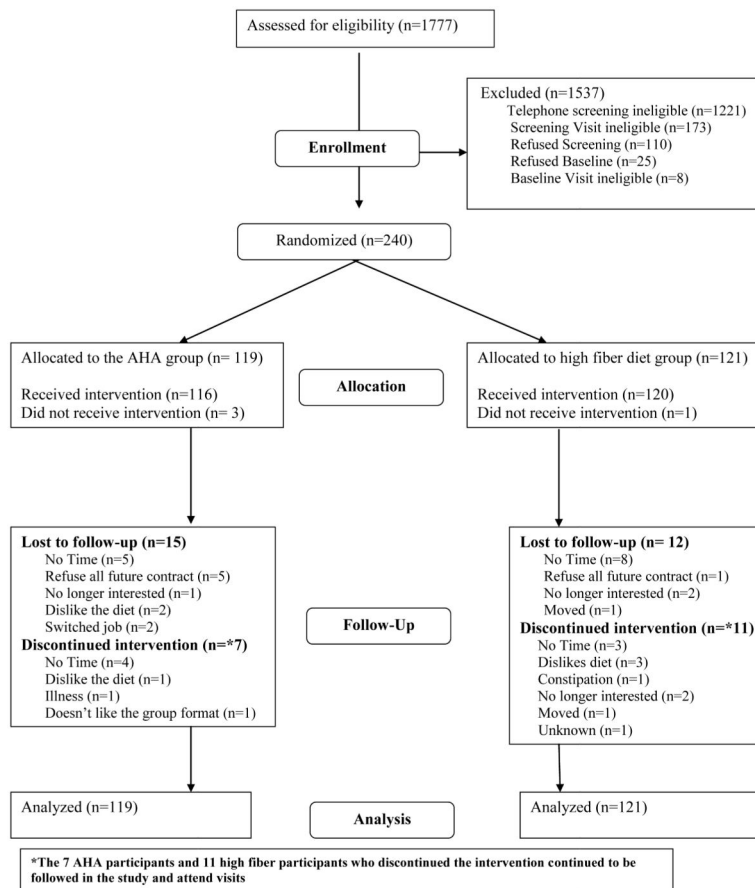 Assessed for eligibility (n=1777)
Excluded (n=1537)
Telephone screening ineligible (n=1221)
Screening Visit ineligible (n=173)
Refused Screening (n=110)
Refused Baseline (n=25)
Baseline Visit ineligible (n=8)
Enrollment
Randomized (n=240)
Allocated to the AHA group (n= 119)
Received intervention (n=116)
Did not receive intervention (n= 3)
Allocation
Allocated to high fiber diet group (n=121)
Received intervention (n=120)
Did not receive intervention (n=1)
Lost to follow-up (n=15)
No Time (n=5)
Refuse all future contract (n=5)
No longer interested (n=1)
Dislike the diet (n=2)
Switched job (n=2)
Discontinued intervention (n=*7)
No Time (n=4)
Dislike the diet (n=1)
Illness (n=1)
Doesn't like the group format (n=1)
Follow-Up
Lost to follow-up (n= 12)
No Time (n=8)
Refuse all future contract (n=1)
No longer interested (n=2)
Moved (n=1)
Discontinued intervention (n=*11)
No Time (n=3)
Dislikes diet (n=3)
Constipation (n=1)
No longer interested (n=2)
Moved (n=1)
Unknown (n=1)
Analyzed (n=119)
Analysis
Analyzed (n=121)
*The 7 AHA participants and 11 high fiber participants who discontinued the intervention continued to be
followed in the study and attend visits